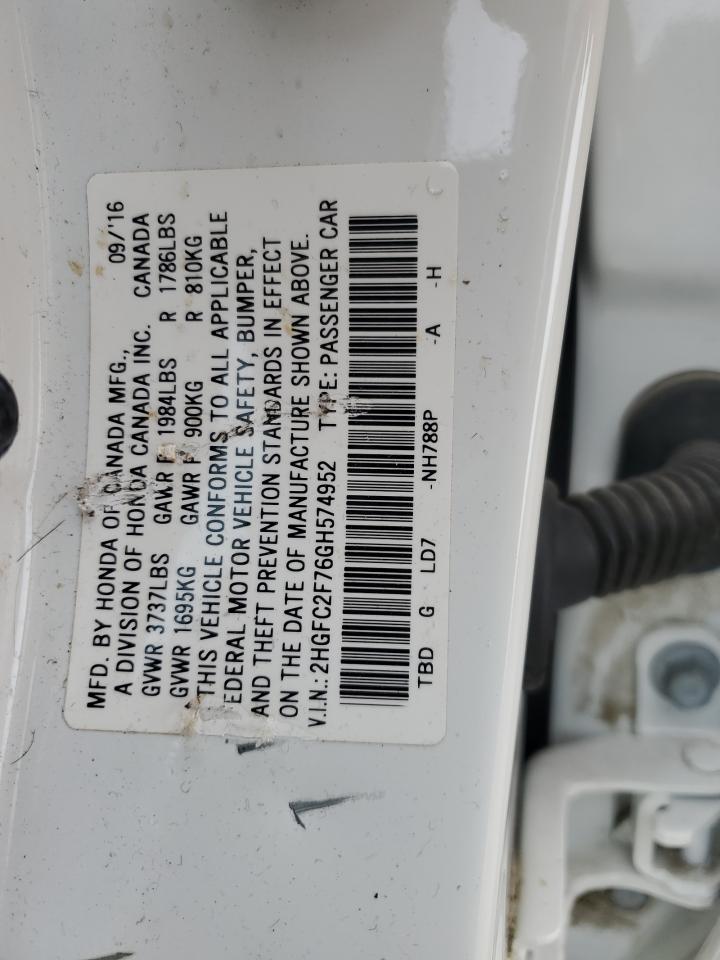 MFD. BY HONDA OF CANADA MFG., 09/'16
A DIVISION OF HONDA CANADA INC. CANADA
GVWR 3737LBS GAWR F 1984LBS R 1786LBS
GVWR 1695KG GAWR F 900KG R 810KG
THIS VEHICLE CONFORMS TO ALL APPLICABLE
EDERAL MOTOR VEHICLE SAFETY, BUMPER,
AND THEFT PREVENTION STANDARDS IN EFFECT
ON THE DATE OF MANUFACTURE SHOWN ABOVE.
V.I.N.: 2HGFC2F76GH574952 TYPE: PASSENGER CAR
TBD G LD7 -NH788P -A -H